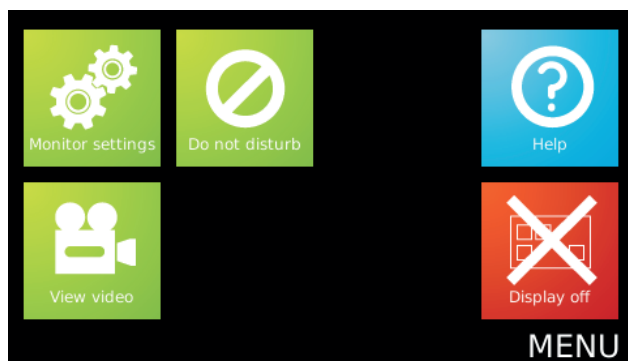 Monitor settings
Do not disturb
?
Help
View video
Display off
MENU